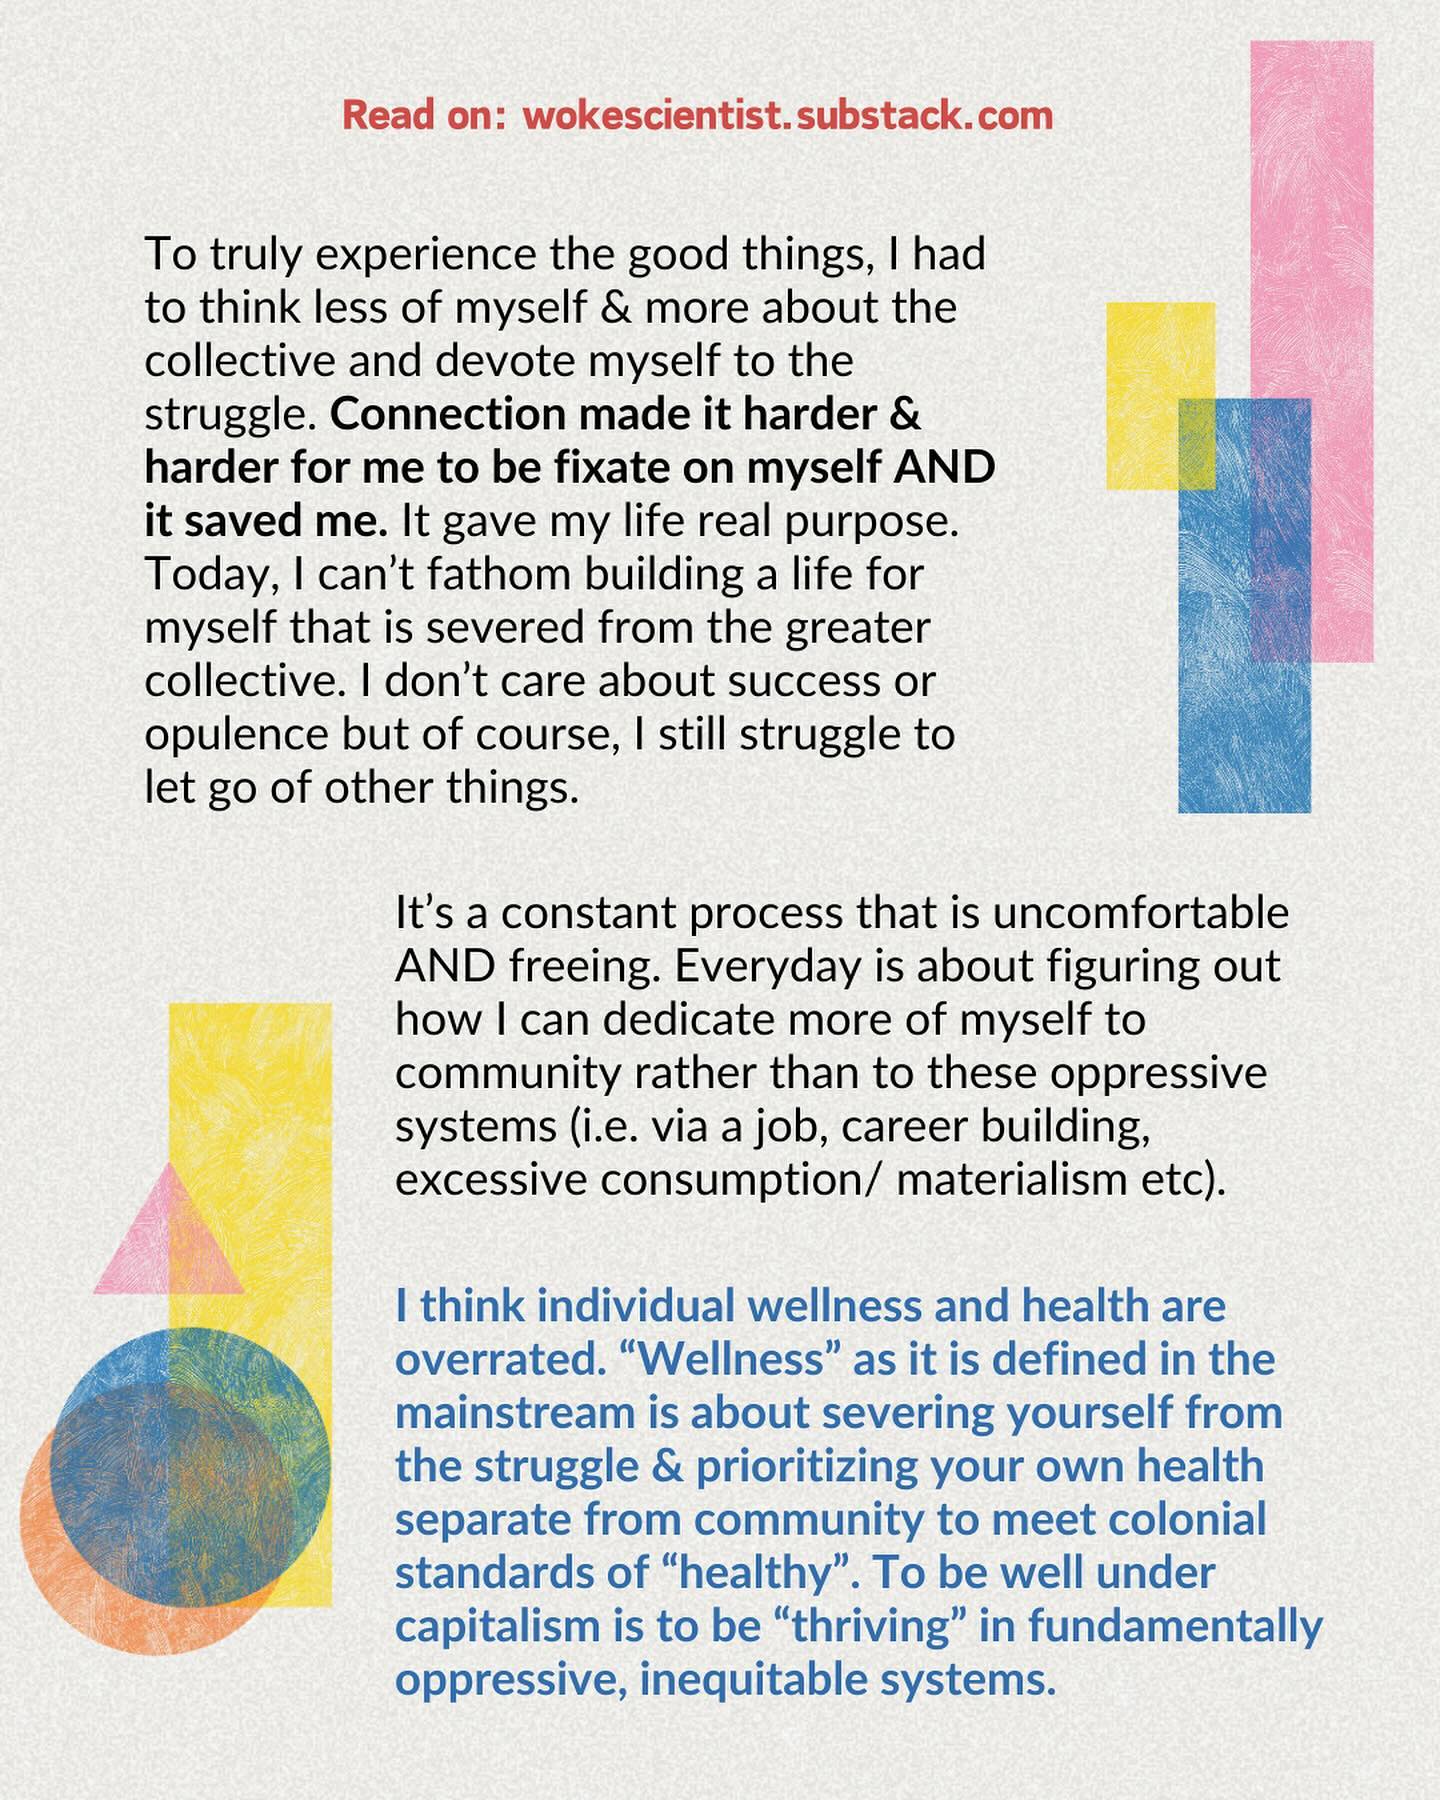 Read on: wokescientist.substack.com
To truly experience the good things, I had
to think less of myself & more about the
collective and devote myself to the
struggle. Connection made it harder &
harder for me to be fixate on myself AND
it saved me. It gave my life real purpose.
Today, I can’t fathom building a life for
myself that is severed from the greater
collective. I don’t care about success or
opulence but of course, I still struggle to
let go of other things.
It’s a constant process that is uncomfortable
AND freeing. Everyday is about figuring out
how I can dedicate more of myself to
community rather than to these oppressive
systems (i.e. via a job, career building,
excessive consumption/ materialism etc).
I think individual wellness and health are
overrated. “Wellness” as it is defined in the
mainstream is about severing yourself from
the struggle & prioritizing your own health
separate from community to meet colonial
standards of “healthy”. To be well under
capitalism is to be “thriving” in fundamentally
oppressive, inequitable systems.